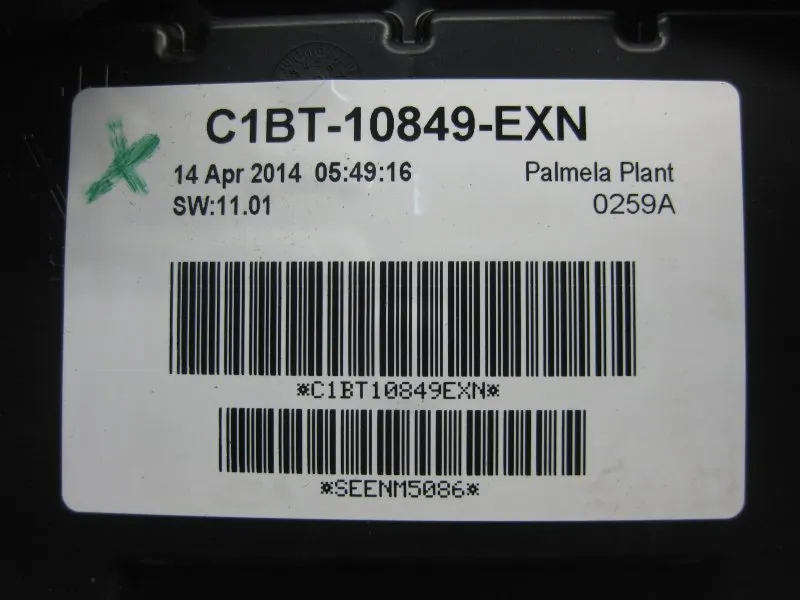 C1BT-10849-EXN
14 Apr 2014 05:49:16 Palmela Plant
SW:11.01 0259A
*C1BT10849EXN*
*SEENM5086*